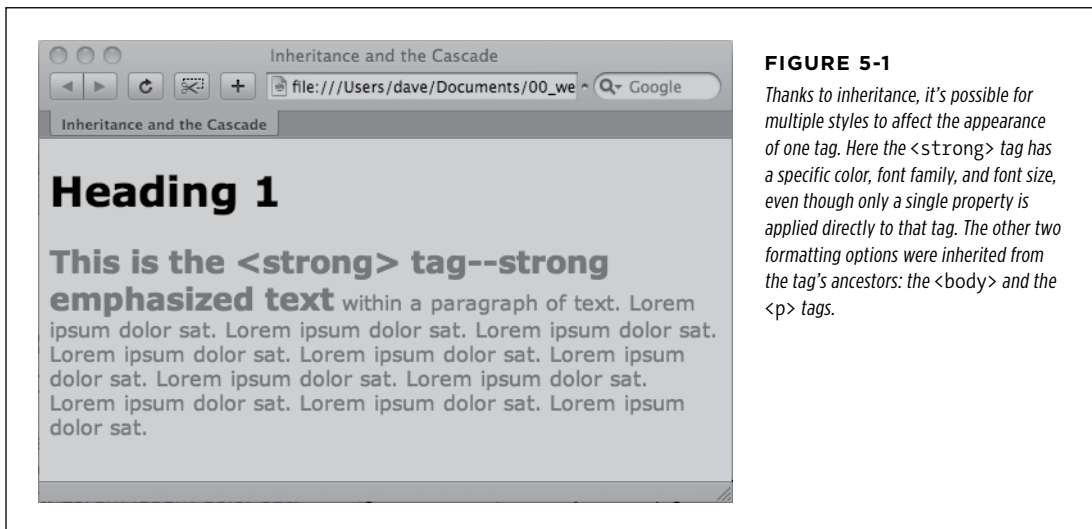 Inheritance and the Cascade
file:///Users/dave/Documents/00_we
Google
Inheritance and the Cascade
Heading 1
This is the <strong> tag--strong
emphasized text within a paragraph of text. Lorem
ipsum dolor sat. Lorem ipsum dolor sat. Lorem ipsum dolor sat.
Lorem ipsum dolor sat. Lorem ipsum dolor sat. Lorem ipsum
dolor sat. Lorem ipsum dolor sat. Lorem ipsum dolor sat.
Lorem ipsum dolor sat. Lorem ipsum dolor sat. Lorem ipsum
dolor sat.
FIGURE 5-1
Thanks to inheritance, it's possible for
multiple styles to affect the appearance
of one tag. Here the <strong> tag has
a specific color, font family, and font size,
even though only a single property is
applied directly to that tag. The other two
formatting options were inherited from
the tag's ancestors: the <body> and the
<p> tags.